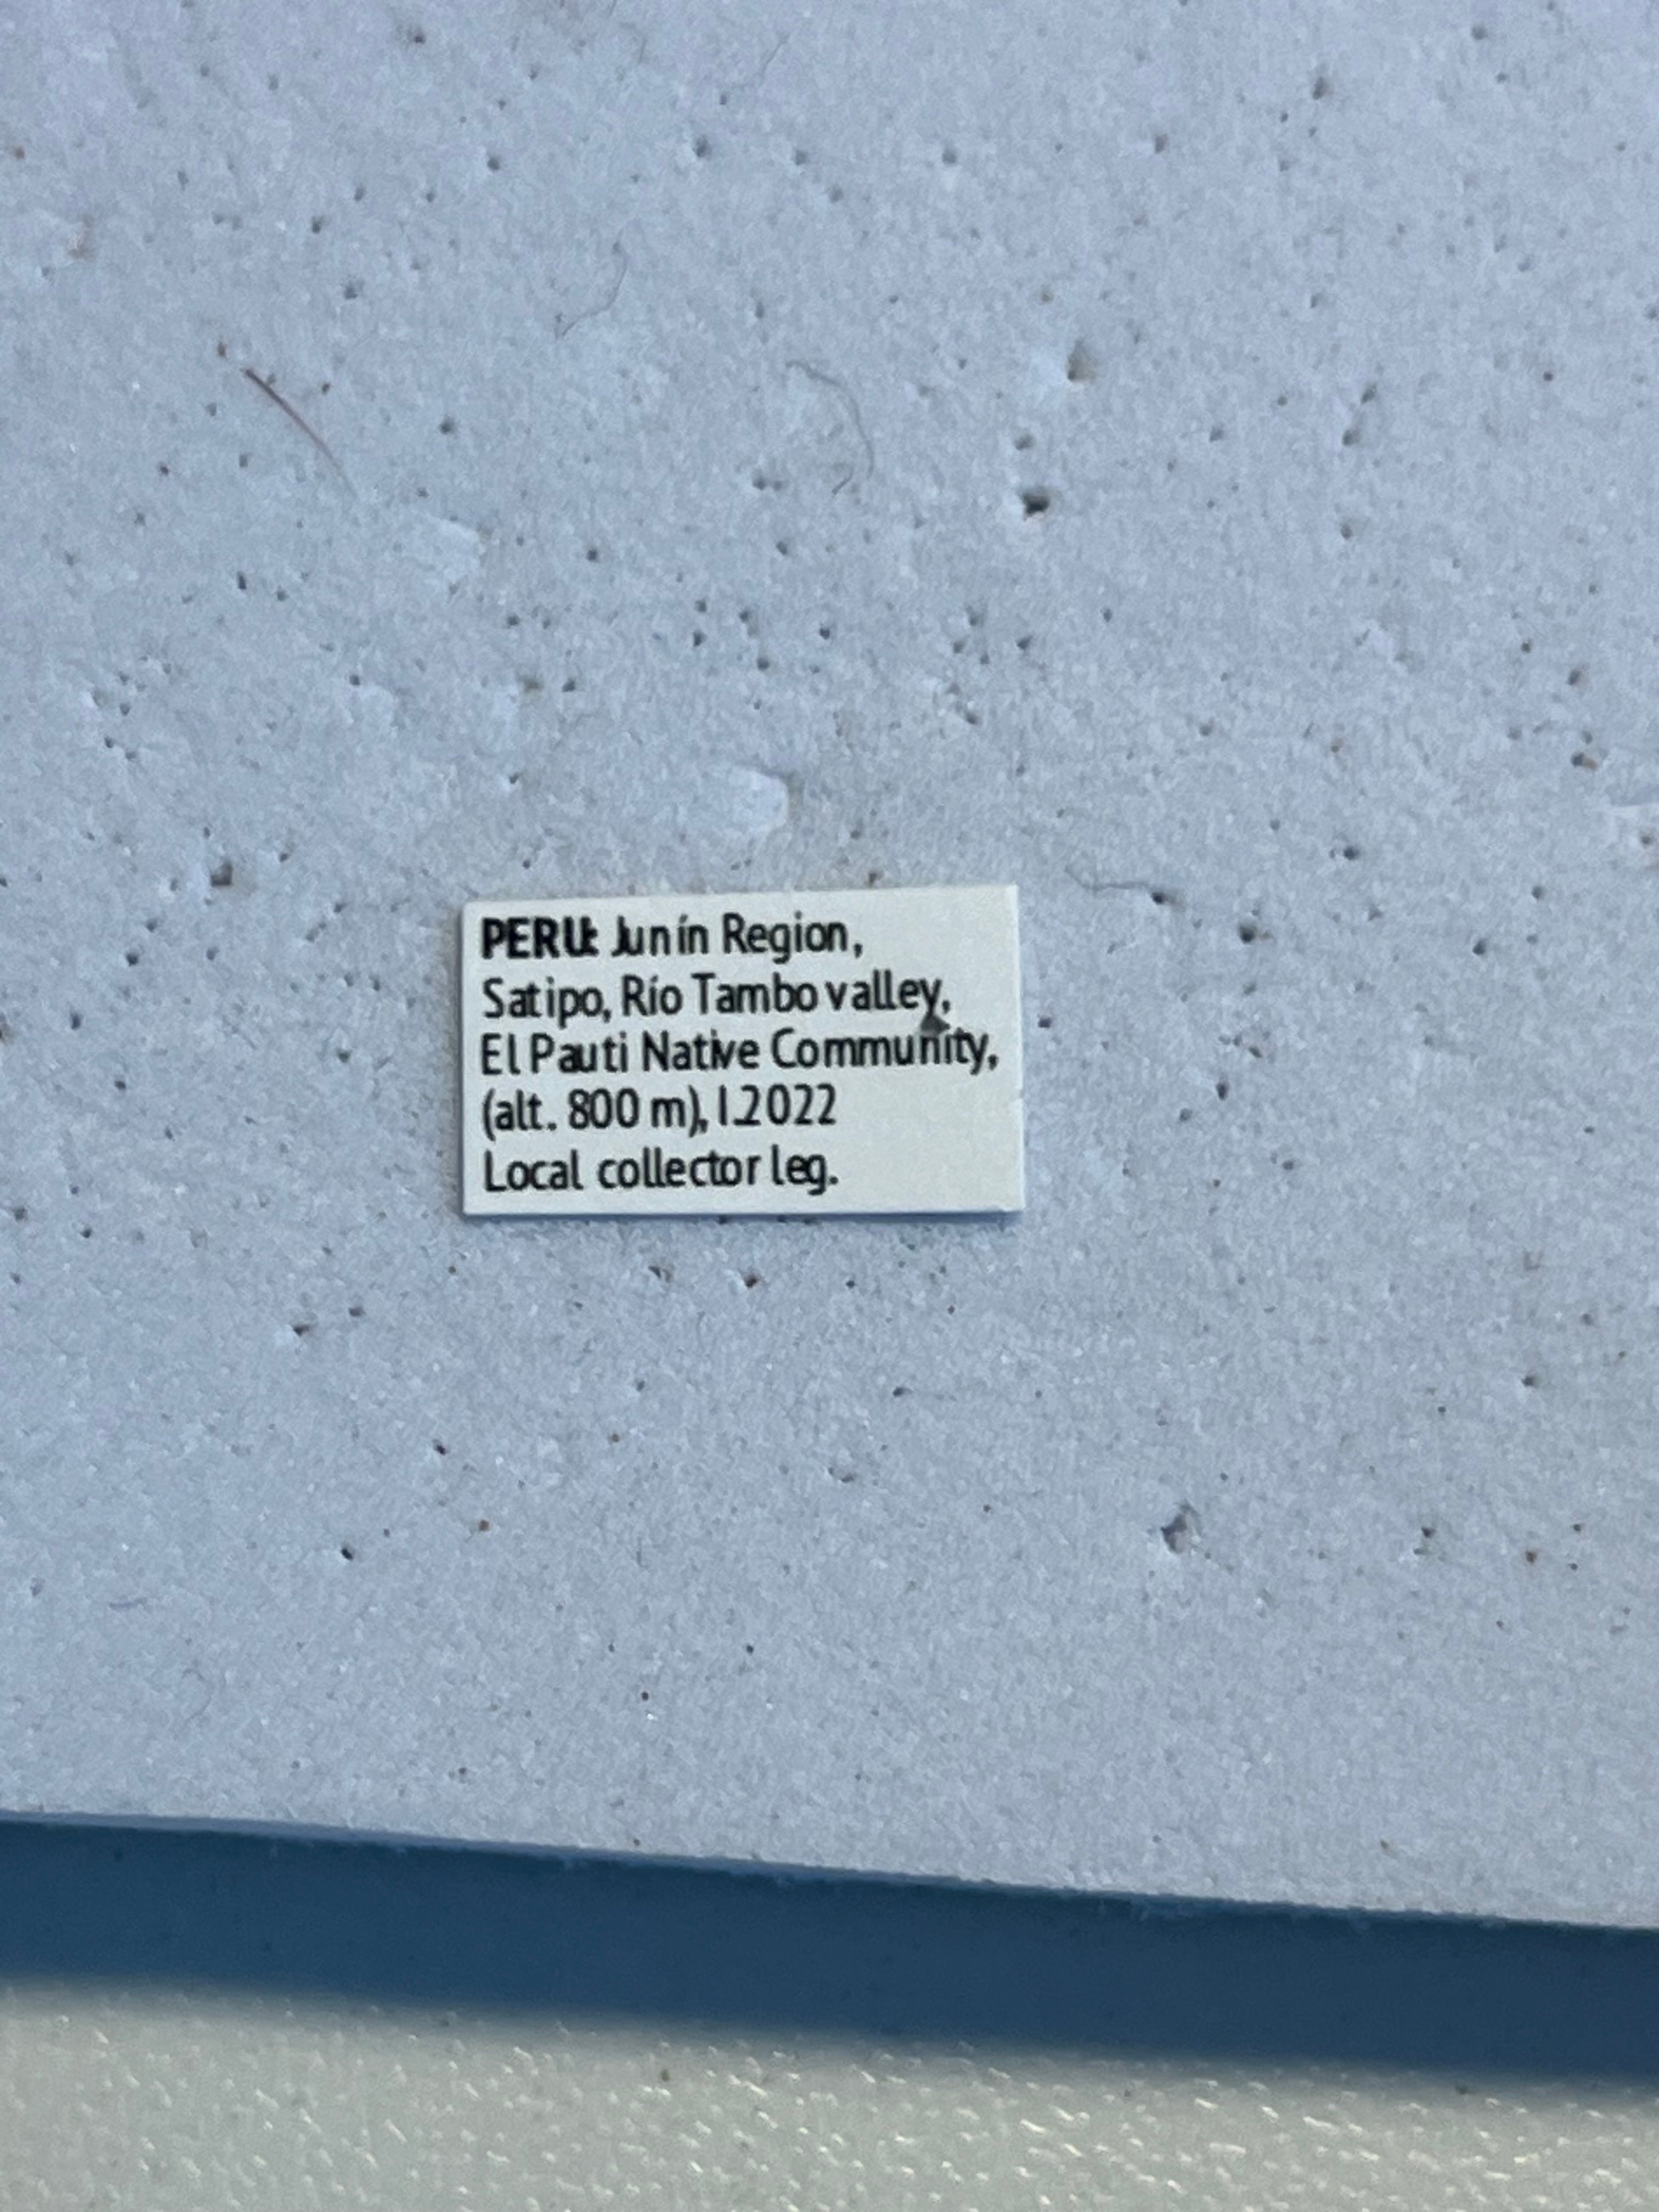 PERU: Junín Region,
Satipo, Río Tambo valley,
El Pauti Native Community,
(alt. 800 m), I.2022
Local collector leg.